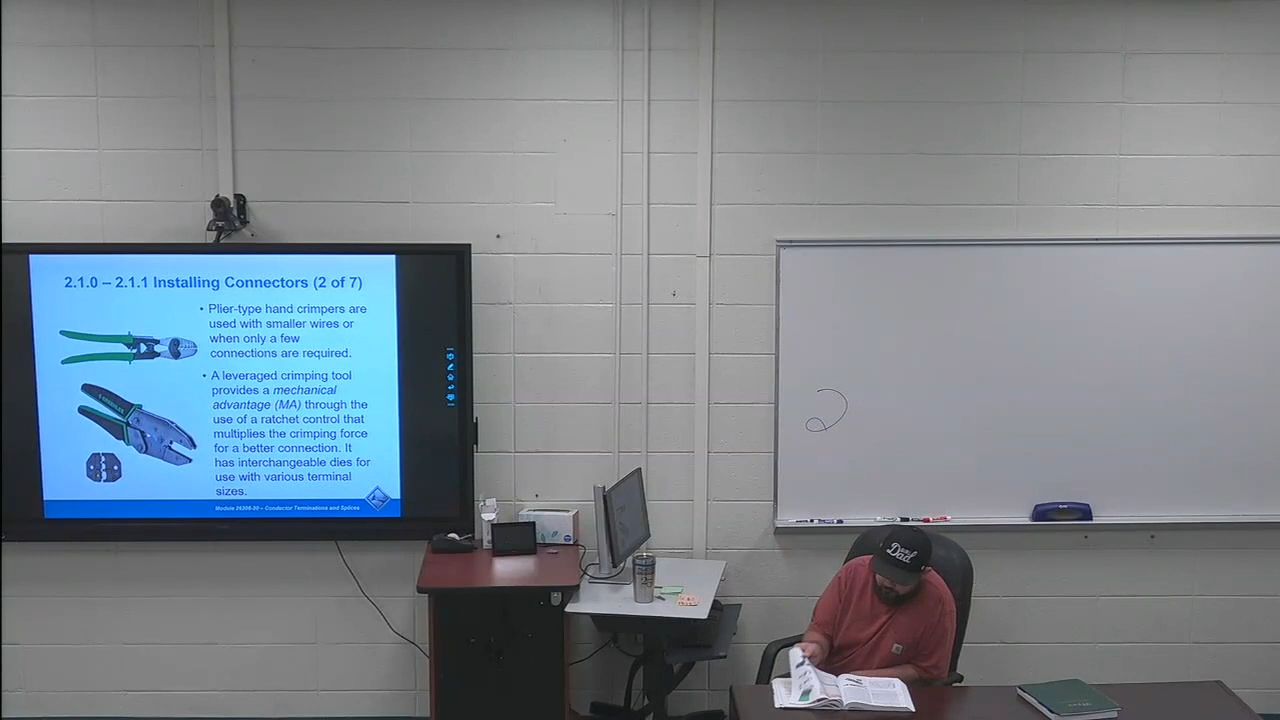 2.1.0 – 2.1.1 Installing Connectors (2 of 7)
• Plier-type hand crimpers are
used with smaller wires or
when only a few
connections are required.
• A leveraged crimping tool
provides a mechanical
advantage (MA) through the
use of a ratchet control that
multiplies the crimping force
for a better connection. It
has interchangeable dies for
use with various terminal
sizes.
Module 26206-20 – Conductor Terminations and Splices
2
Dad